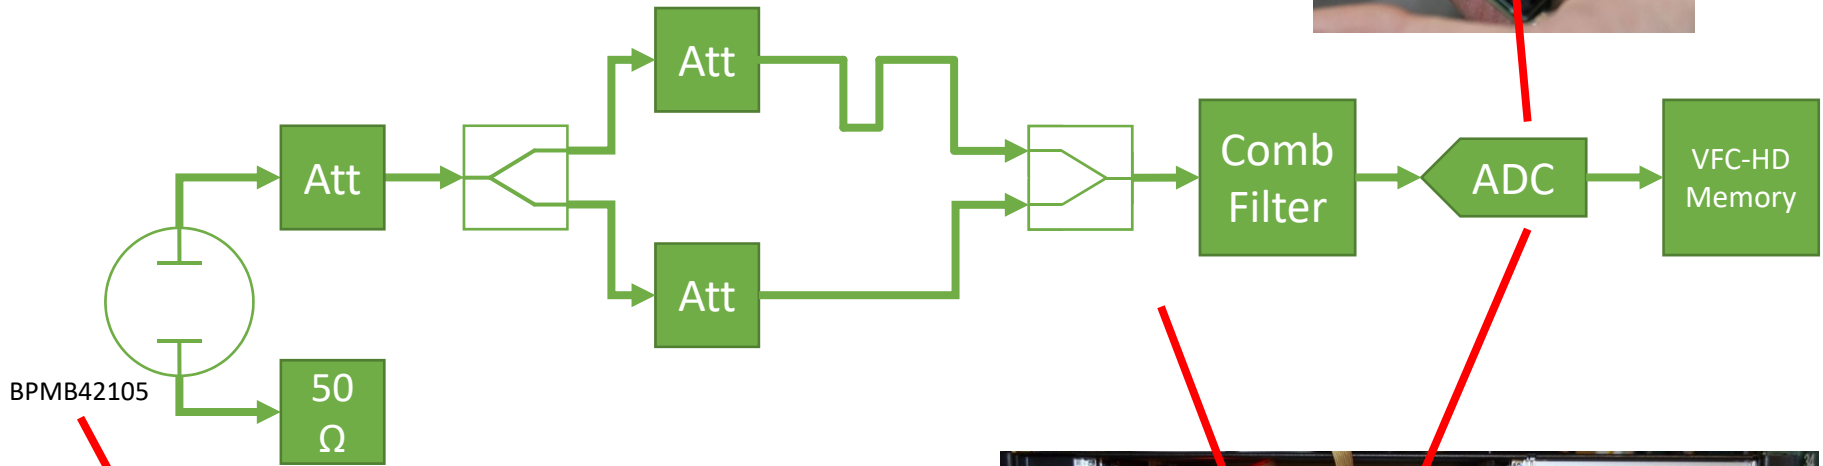 Att
Att
Att
Comb
Filter
ADC
VFC-HD
Memory
BPMB42105
50
Ω